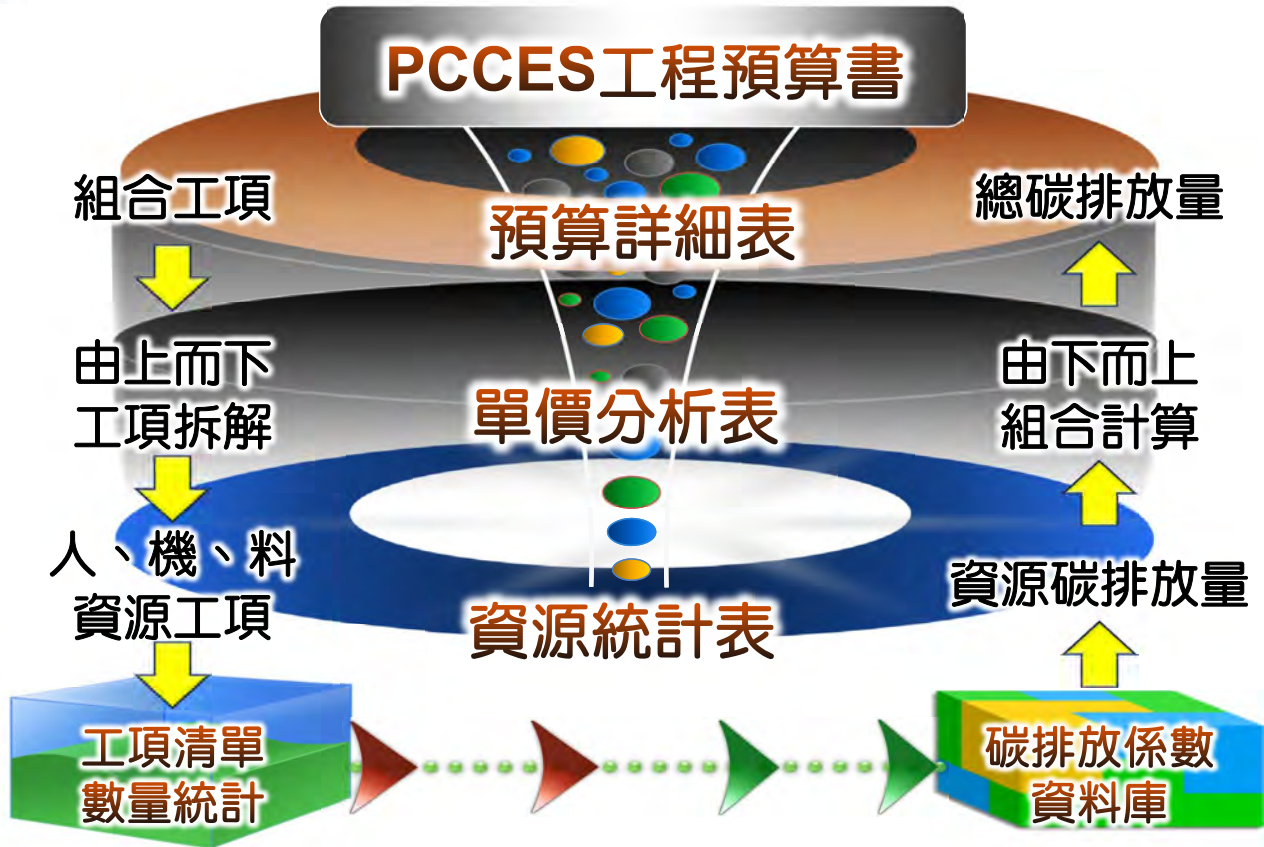 PCCES工程預算書
組合工項
總碳排放量
預算詳細表
由上而下
工項拆解
由下而上
組合計算
單價分析表
人、機、料
資源工項
資源碳排放量
資源統計表
工項清單
數量統計
碳排放係數
資料庫